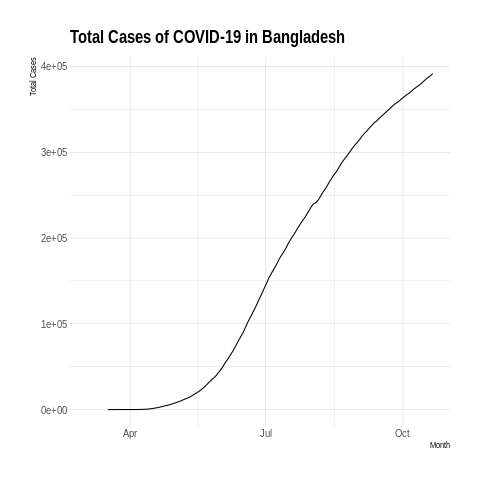 Total Cases of COVID-19 in Bangladesh
Total Cases
4e+05
3e+05
2e+05
1e+05
0e+00
Apr Jul Oct
Month